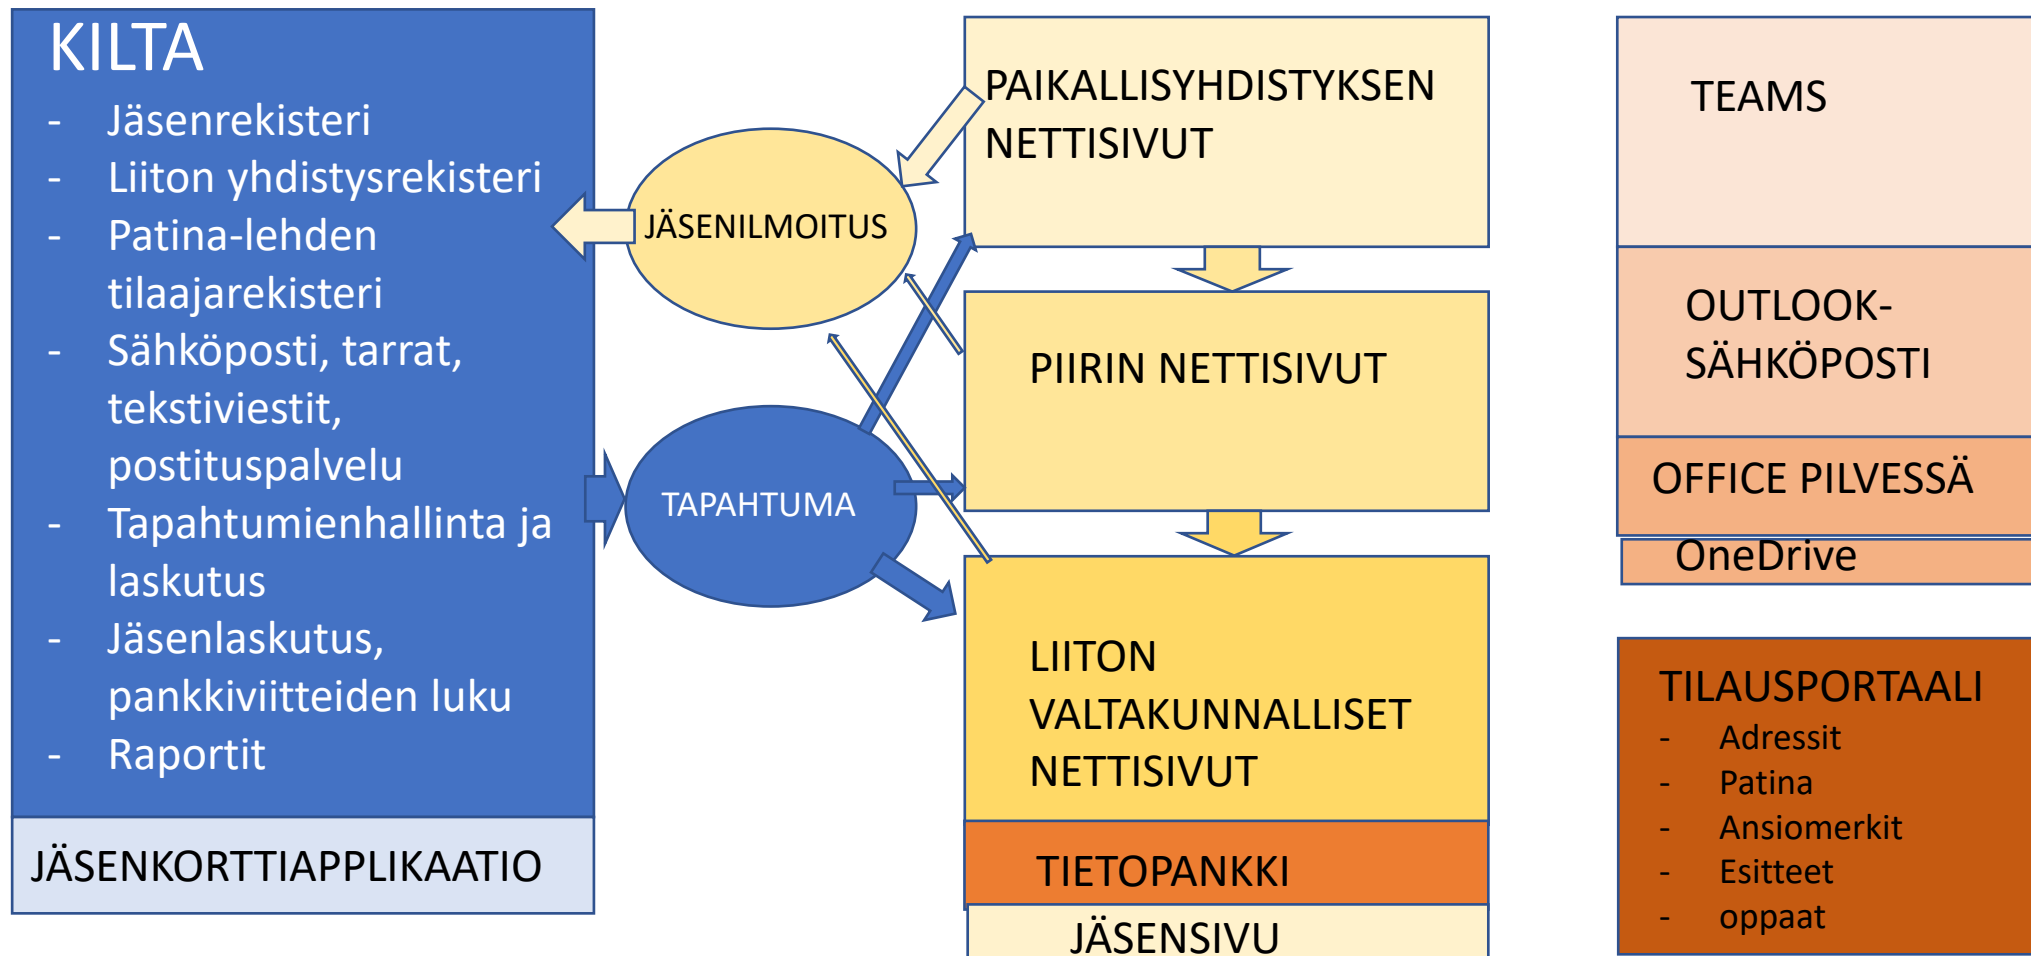 KILTA
- Jäsenrekisteri
- Liiton yhdistysrekisteri
- Patina-lehden
tilaajarekisteri
- Sähköposti, tarrat,
tekstiviestit,
postituspalvelu
- Tapahtumienhallinta ja
laskutus
- Jäsenlaskutus,
pankkiviitteiden luku
- Raportit
JÄSENKORTTIAPPLIKAATIO
JÄSENILMOITUS
TAPAHTUMA
PAIKALLISYHDISTYKSEN
NETTISIVUT
PIIRIN NETTISIVUT
LIITON
VALTAKUNNALLISET
NETTISIVUT
TIETOPANKKI
JÄSENSIVU
TEAMS
OUTLOOK-
SÄHKÖPOSTI
OFFICE PILVESSÄ
OneDrive
TILAUSPORTAALI
- Adressit
- Patina
- Ansiomerkit
- Esitteet
- oppaat